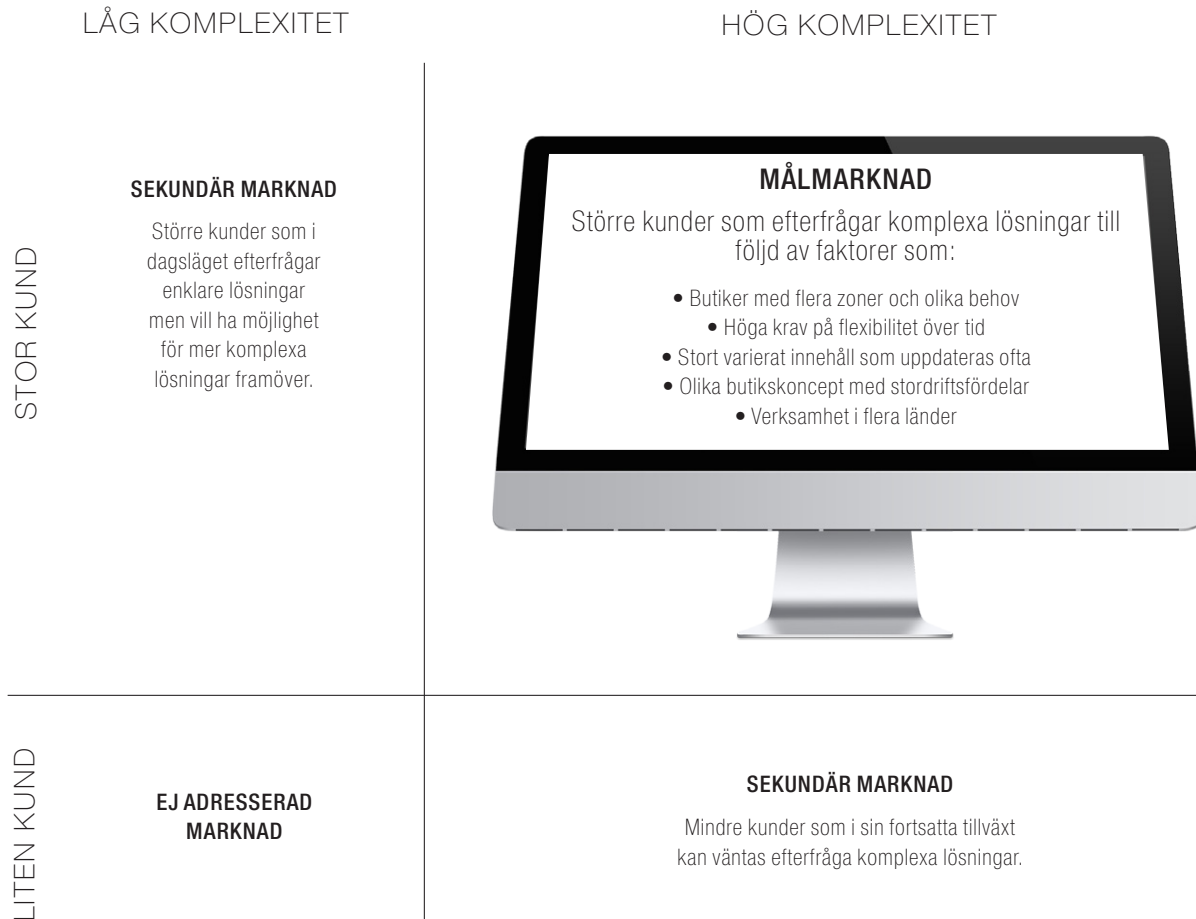 LÅG KOMPLEXITET
HÖG KOMPLEXITET
STOR KUND
SEKUNDÄR MARKNAD
Större kunder som i
dagsläget efterfrågar
enklare lösningar
men vill ha möjlighet
för mer komplexa
lösningar framöver.
MÅLMARKNAD
Större kunder som efterfrågar komplexa lösningar till
följd av faktorer som:
• Butiker med flera zoner och olika behov
• Höga krav på flexibilitet över tid
• Stort varierat innehåll som uppdateras ofta
• Olika butikskoncept med stordriftsfördelar
• Verksamhet i flera länder
LITEN KUND
EJ ADRESSERAD
MARKNAD
SEKUNDÄR MARKNAD
Mindre kunder som i sin fortsatta tillväxt
kan väntas efterfråga komplexa lösningar.